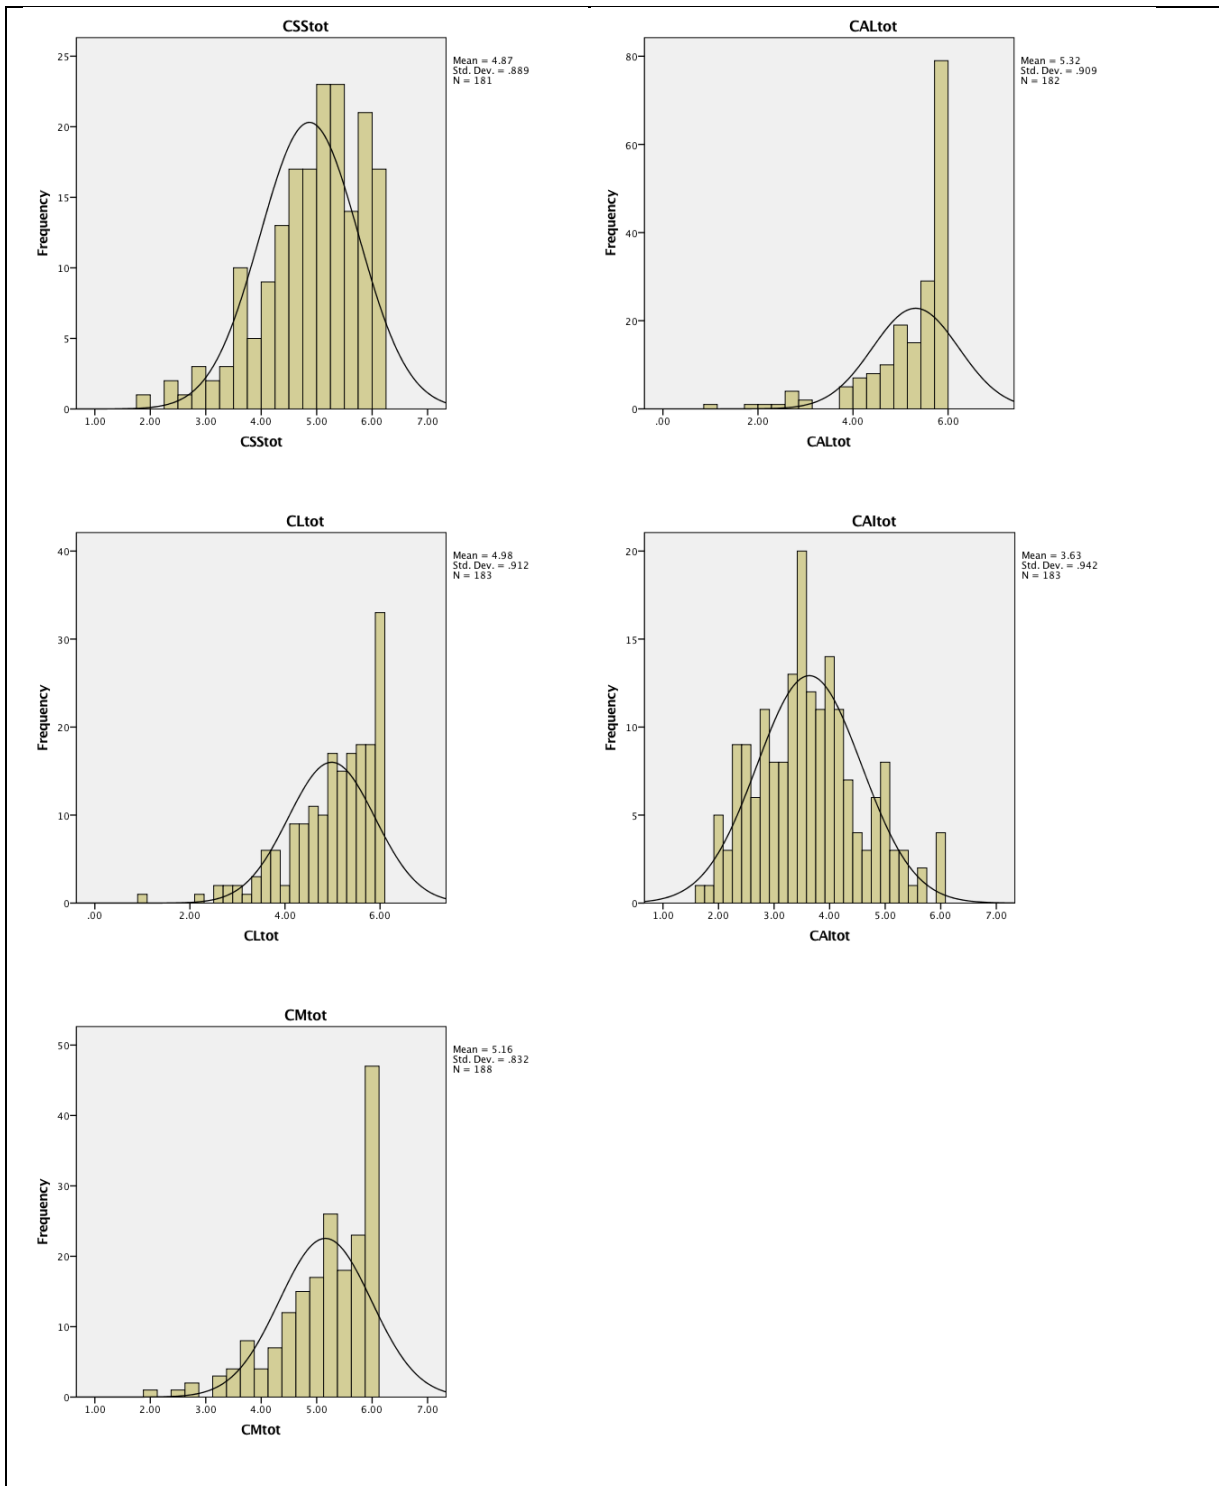 CSStot
Mean = 4.87
Std. Dev. = .889
N = 181
Frequency
25
20
15
10
5
0
1.00 2.00 3.00 4.00 5.00 6.00 7.00
CSStot
CALtot
Mean = 5.32
Std. Dev. = .909
N = 182
Frequency
80
60
40
20
0
.00 2.00 4.00 6.00
CALtot
CLtot
Mean = 4.98
Std. Dev. = .912
N = 183
Frequency
40
30
20
10
0
.00 2.00 4.00 6.00
CLtot
CAItot
Mean = 3.63
Std. Dev. = .942
N = 183
Frequency
20
15
10
5
0
1.00 2.00 3.00 4.00 5.00 6.00 7.00
CAItot
CMtot
Mean = 5.16
Std. Dev. = .832
N = 188
Frequency
50
40
30
20
10
0
1.00 2.00 3.00 4.00 5.00 6.00 7.00
CMtot